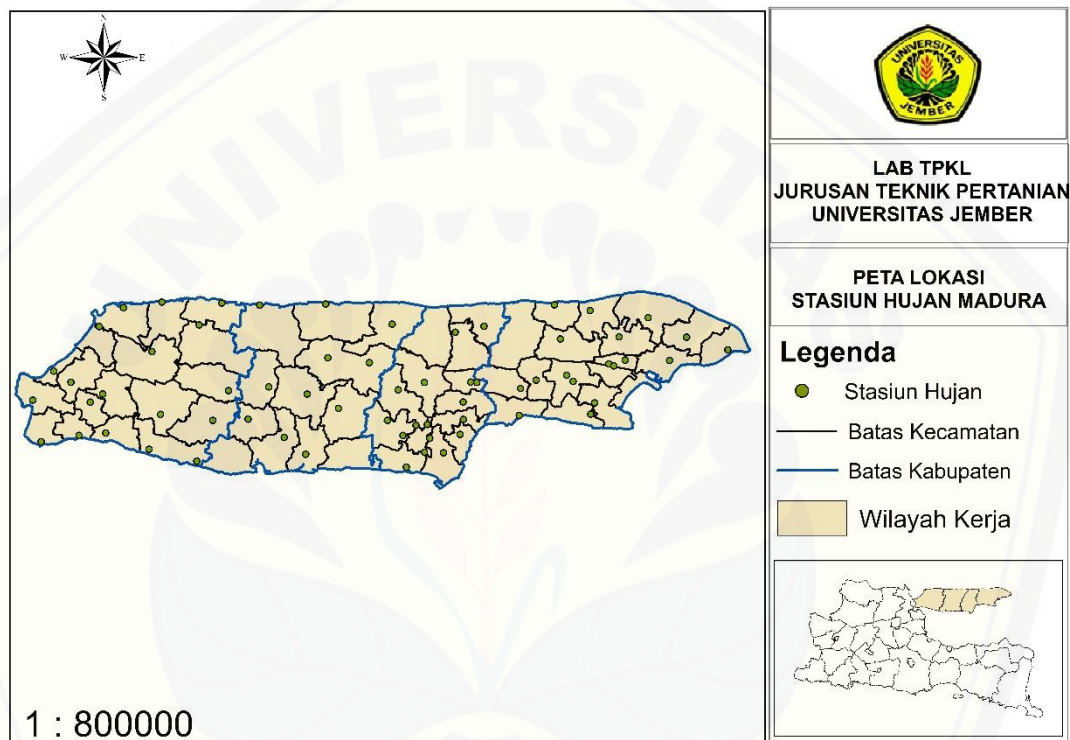 N
W
E
S
UNIVERSITAS
JEMBER
LAB TPKL
JURUSAN TEKNIK PERTANIAN
UNIVERSITAS JEMBER
PETA LOKASI
STASIUN HUJAN MADURA
Legenda
Stasiun Hujan
Batas Kecamatan
Batas Kabupaten
Wilayah Kerja
1 : 800000
UNIVERSITA